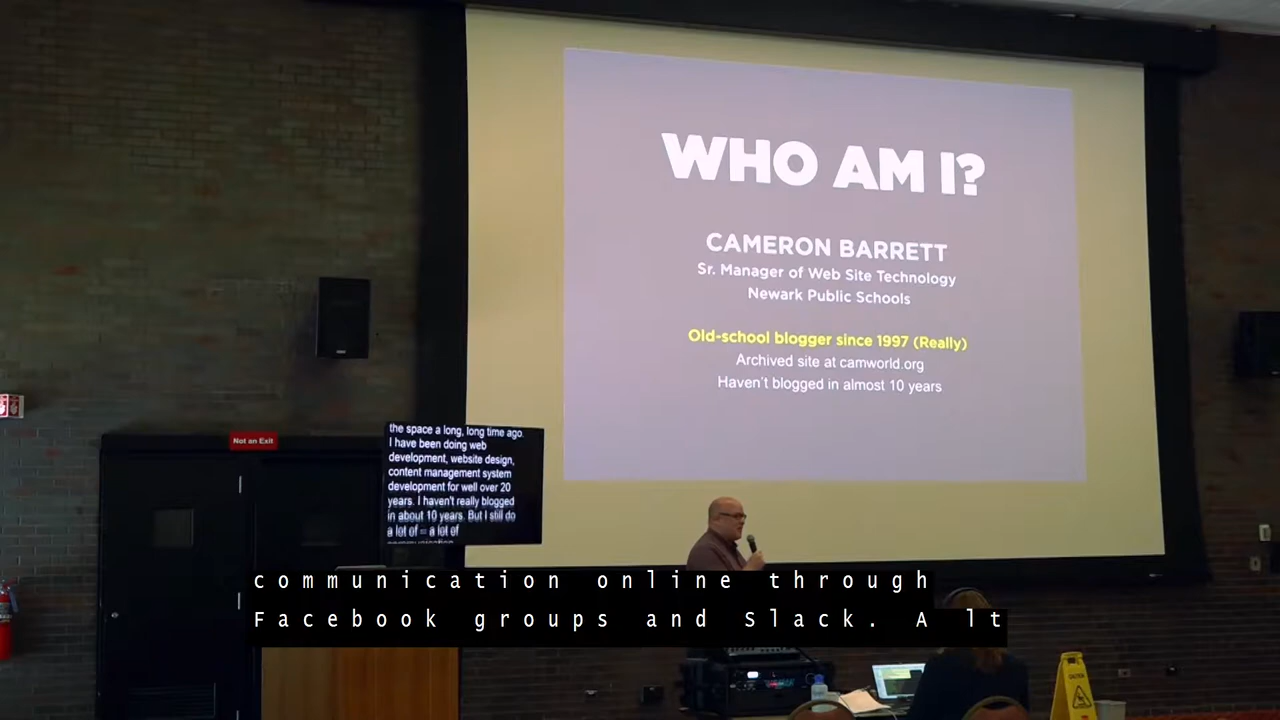 WHO AM I?
CAMERON BARRETT
Sr. Manager of Web Site Technology
Newark Public Schools
Old-school blogger since 1997 (Really)
Archived site at camworld.org
Haven't blogged in almost 10 years
Not an Exit
the space a long, long time ago.
I have been doing web
development, website design,
content management system
development for well over 20
years. I haven't really blogged
in about 10 years. But I still do
a lot of – a lot of
communication online through
Facebook groups and Slack. A lt
CAUTION